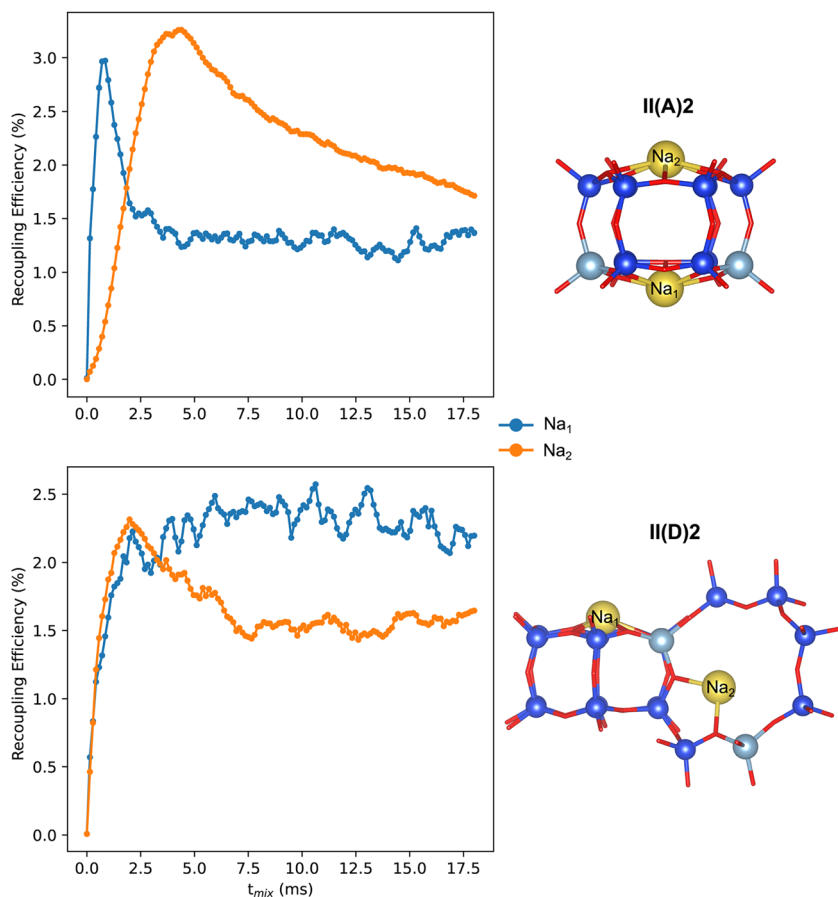 Recoupling Efficiency (%)
3.0
2.5
2.0
1.5
1.0
0.5
0.0
0.0 2.5 5.0 7.5 10.0 12.5 15.0 17.5
II(A)2
Na₂
Na₁
Na₁
Na₂
Recoupling Efficiency (%)
2.5
2.0
1.5
1.0
0.5
0.0
0.0 2.5 5.0 7.5 10.0 12.5 15.0 17.5
t_mix (ms)
II(D)2
Na₁
Na₂